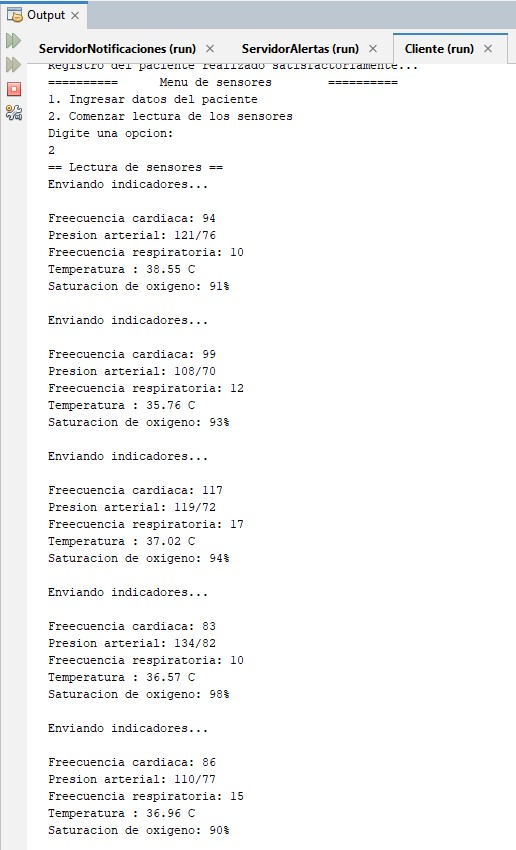 Output
ServidorNotificaciones (run) ServidorAlertas (run) Cliente (run)
Registro del paciente realizado satisfactoriamente...
========== Menu de sensores ==========
1. Ingresar datos del paciente
2. Comenzar lectura de los sensores
Digite una opcion:
2
== Lectura de sensores ==
Enviando indicadores...
Freecuencia cardiaca: 94
Presion arterial: 121/76
Freecuencia respiratoria: 10
Temperatura : 38.55 C
Saturacion de oxigeno: 91%
Enviando indicadores...
Freecuencia cardiaca: 99
Presion arterial: 108/70
Freecuencia respiratoria: 12
Temperatura : 35.76 C
Saturacion de oxigeno: 93%
Enviando indicadores...
Freecuencia cardiaca: 117
Presion arterial: 119/72
Freecuencia respiratoria: 17
Temperatura : 37.02 C
Saturacion de oxigeno: 94%
Enviando indicadores...
Freecuencia cardiaca: 83
Presion arterial: 134/82
Freecuencia respiratoria: 10
Temperatura : 36.57 C
Saturacion de oxigeno: 98%
Enviando indicadores...
Freecuencia cardiaca: 86
Presion arterial: 110/77
Freecuencia respiratoria: 15
Temperatura : 36.96 C
Saturacion de oxigeno: 90%